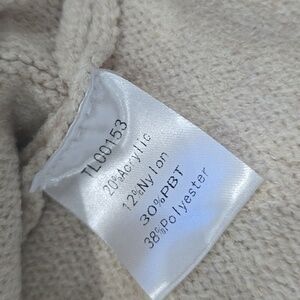 TL00153
20%Acrylic
12%Nylon
30%PBT
38%Polyester